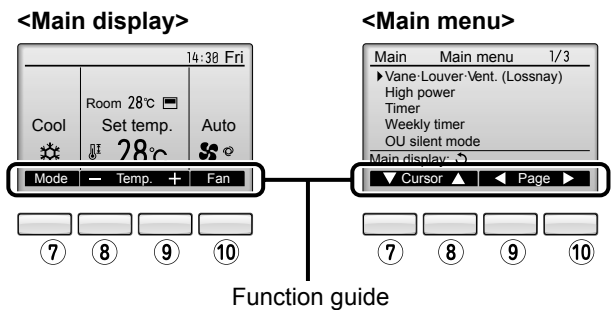 <Main display>
14:30 Fri
Room 28℃
Cool Set temp. Auto
28℃
Mode − Temp. + Fan
⑦ ⑧ ⑨ ⑩
<Main menu>
Main Main menu 1/3
▶Vane·Louver·Vent. (Lossnay)
High power
Timer
Weekly timer
OU silent mode
Main display: ↺
▼ Cursor ▲ ◀ Page ▶
⑦ ⑧ ⑨ ⑩
Function guide